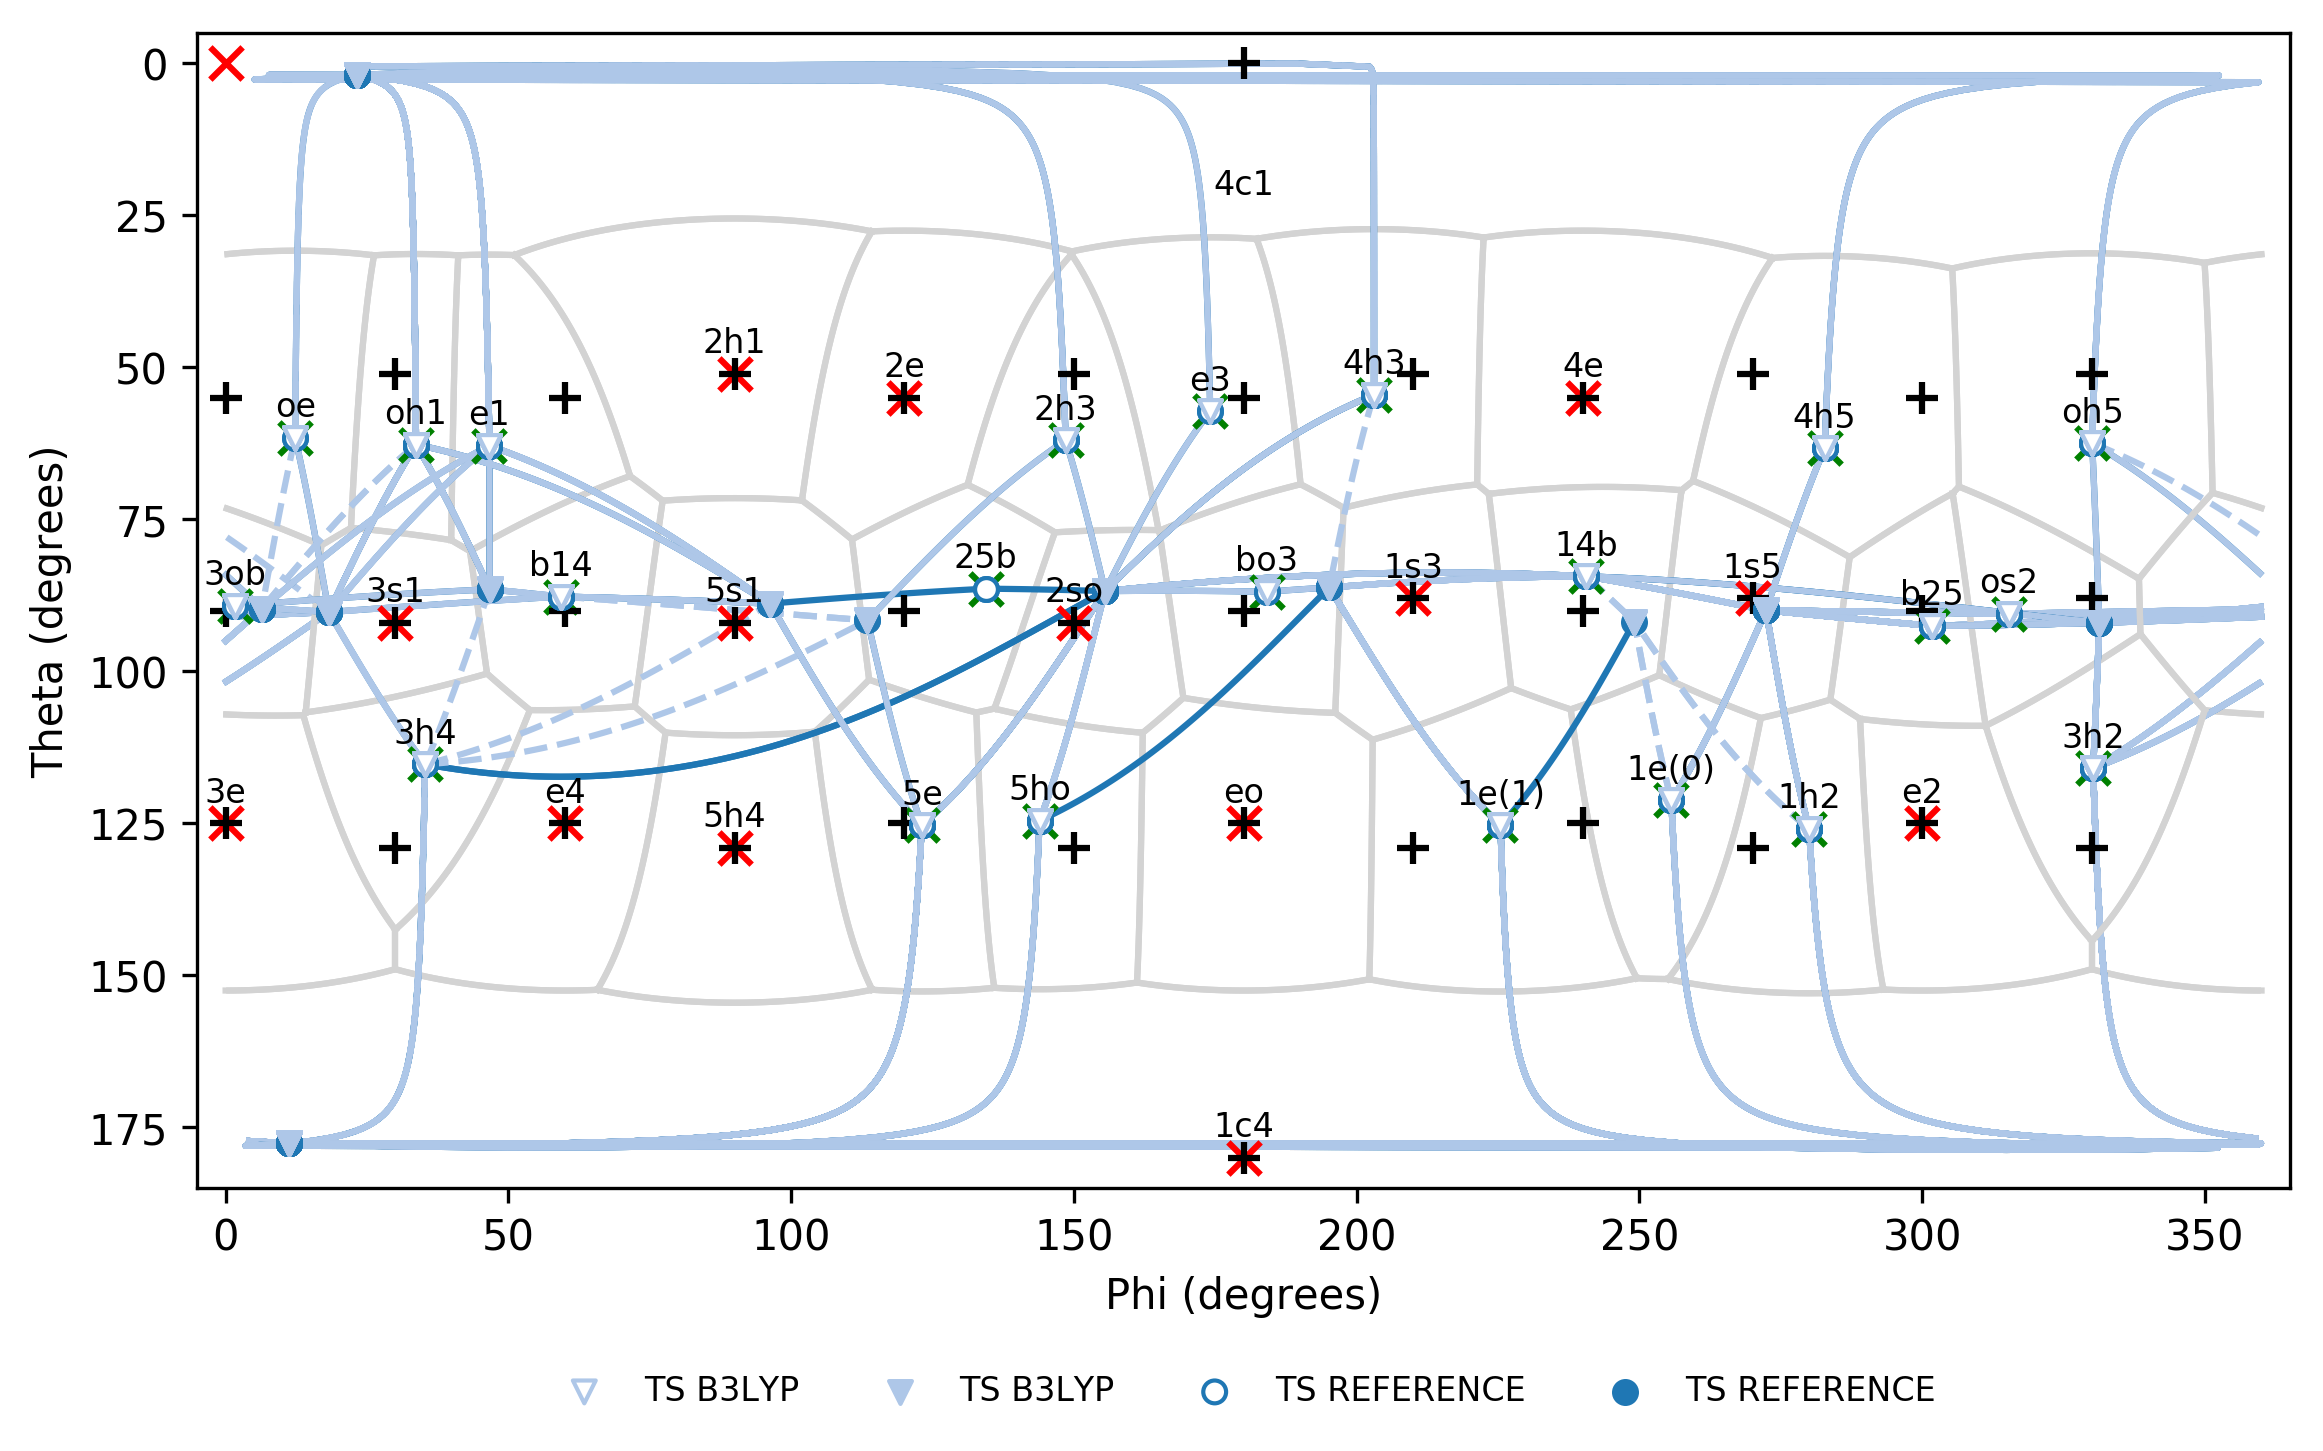 0
25
50
75
100
125
150
175
Theta (degrees)
4c1
2h1
2e
e3
4h3
4e
oe
oh1
e1
2h3
4h5
oh5
3ob
3s1
b14
5s1
25b
2so
bo3
1s3
14b
1s5
b25
os2
3h4
3h2
3e
e4
5h4
5e
5ho
eo
1e(1)
1e(0)
1h2
e2
1c4
0
50
100
150
200
250
300
350
Phi (degrees)
TS B3LYP
TS B3LYP
TS REFERENCE
TS REFERENCE